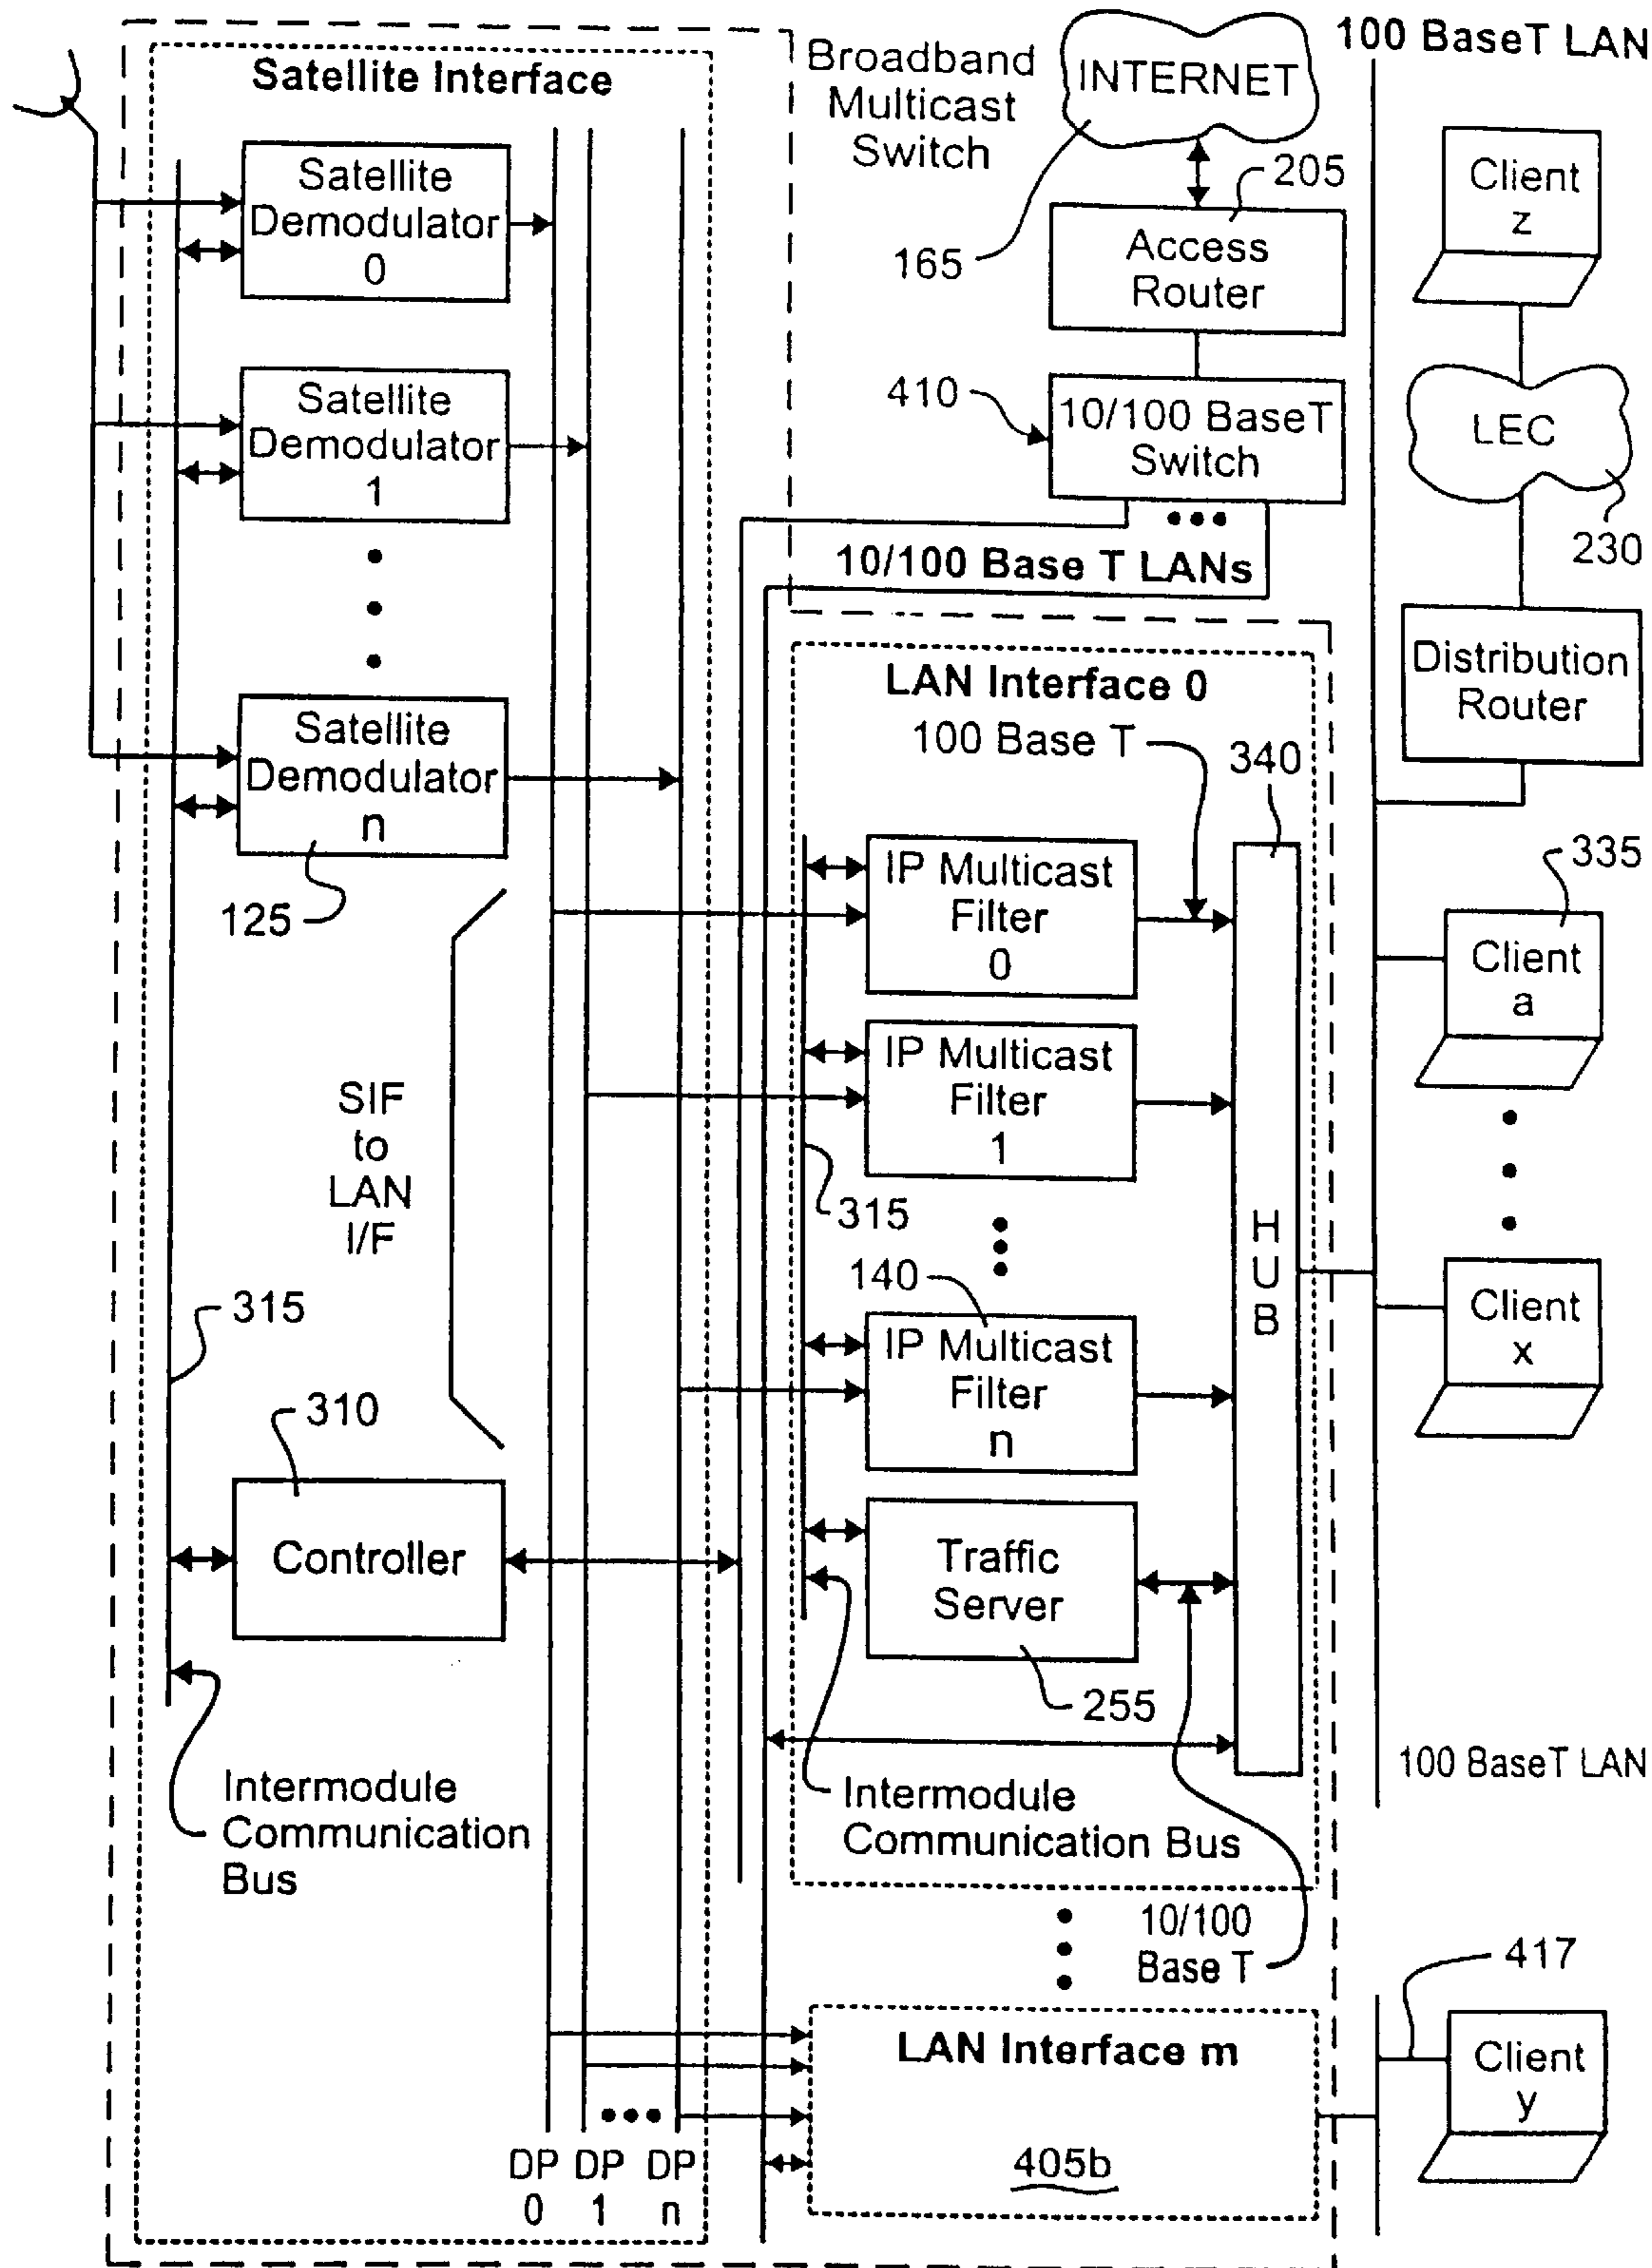 Satellite Interface
Satellite
Demodulator
0
Satellite
Demodulator
1
Satellite
Demodulator
n
125
SIF
to
LAN
I/F
315
310
Controller
Intermodule
Communication
Bus
DP DP DP
0 1 n
Broadband
Multicast
Switch
INTERNET
165
205
Access
Router
410
10/100 BaseT
Switch
10/100 Base T LANs
LAN Interface 0
100 Base T
340
IP Multicast
Filter
0
IP Multicast
Filter
1
315
140
IP Multicast
Filter
n
Traffic
Server
255
H
U
B
Intermodule
Communication Bus
10/100
Base T
LAN Interface m
405b
100 BaseT LAN
Client
z
LEC
230
Distribution
Router
335
Client
a
Client
x
100 BaseT LAN
417
Client
y